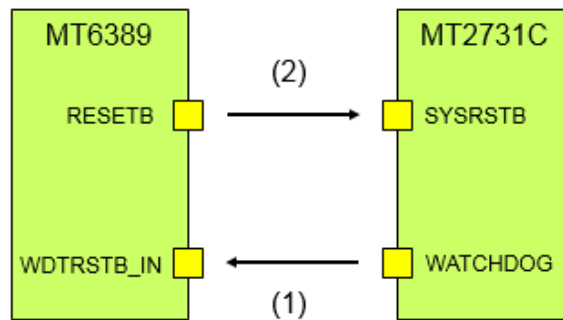 MT6389
MT2731C
(2)
RESETB
SYSRSTB
WDTRSTB_IN
WATCHDOG
(1)